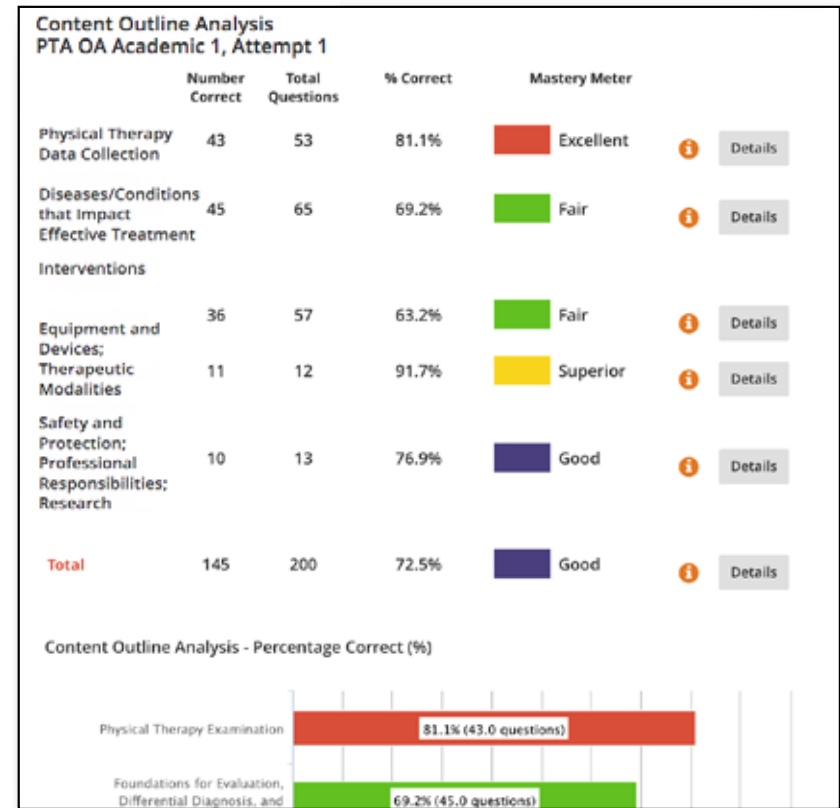 Content Outline Analysis
PTA OA Academic 1, Attempt 1
Number Correct Total Questions % Correct Mastery Meter
Physical Therapy
Data Collection
43 53 81.1% Excellent Details
Diseases/Conditions
that Impact
Effective Treatment
45 65 69.2% Fair Details
Interventions
36 57 63.2% Fair Details
Equipment and
Devices;
Therapeutic
Modalities
11 12 91.7% Superior Details
Safety and
Protection;
Professional
Responsibilities;
Research
10 13 76.9% Good Details
Total 145 200 72.5% Good Details
Content Outline Analysis - Percentage Correct (%)
Physical Therapy Examination 81.1% (43.0 questions)
Foundations for Evaluation,
Differential Diagnosis, and 69.2% (45.0 questions)